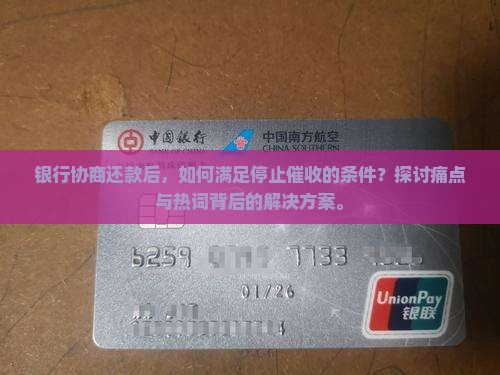 中国银行
中国南方航空
CHINA SOUTHERN
银行协商还款后，如何满足停止催收的条件？探讨痛点
与热词背后的解决方案。
6259 7733
01/26
UnionPay
银联